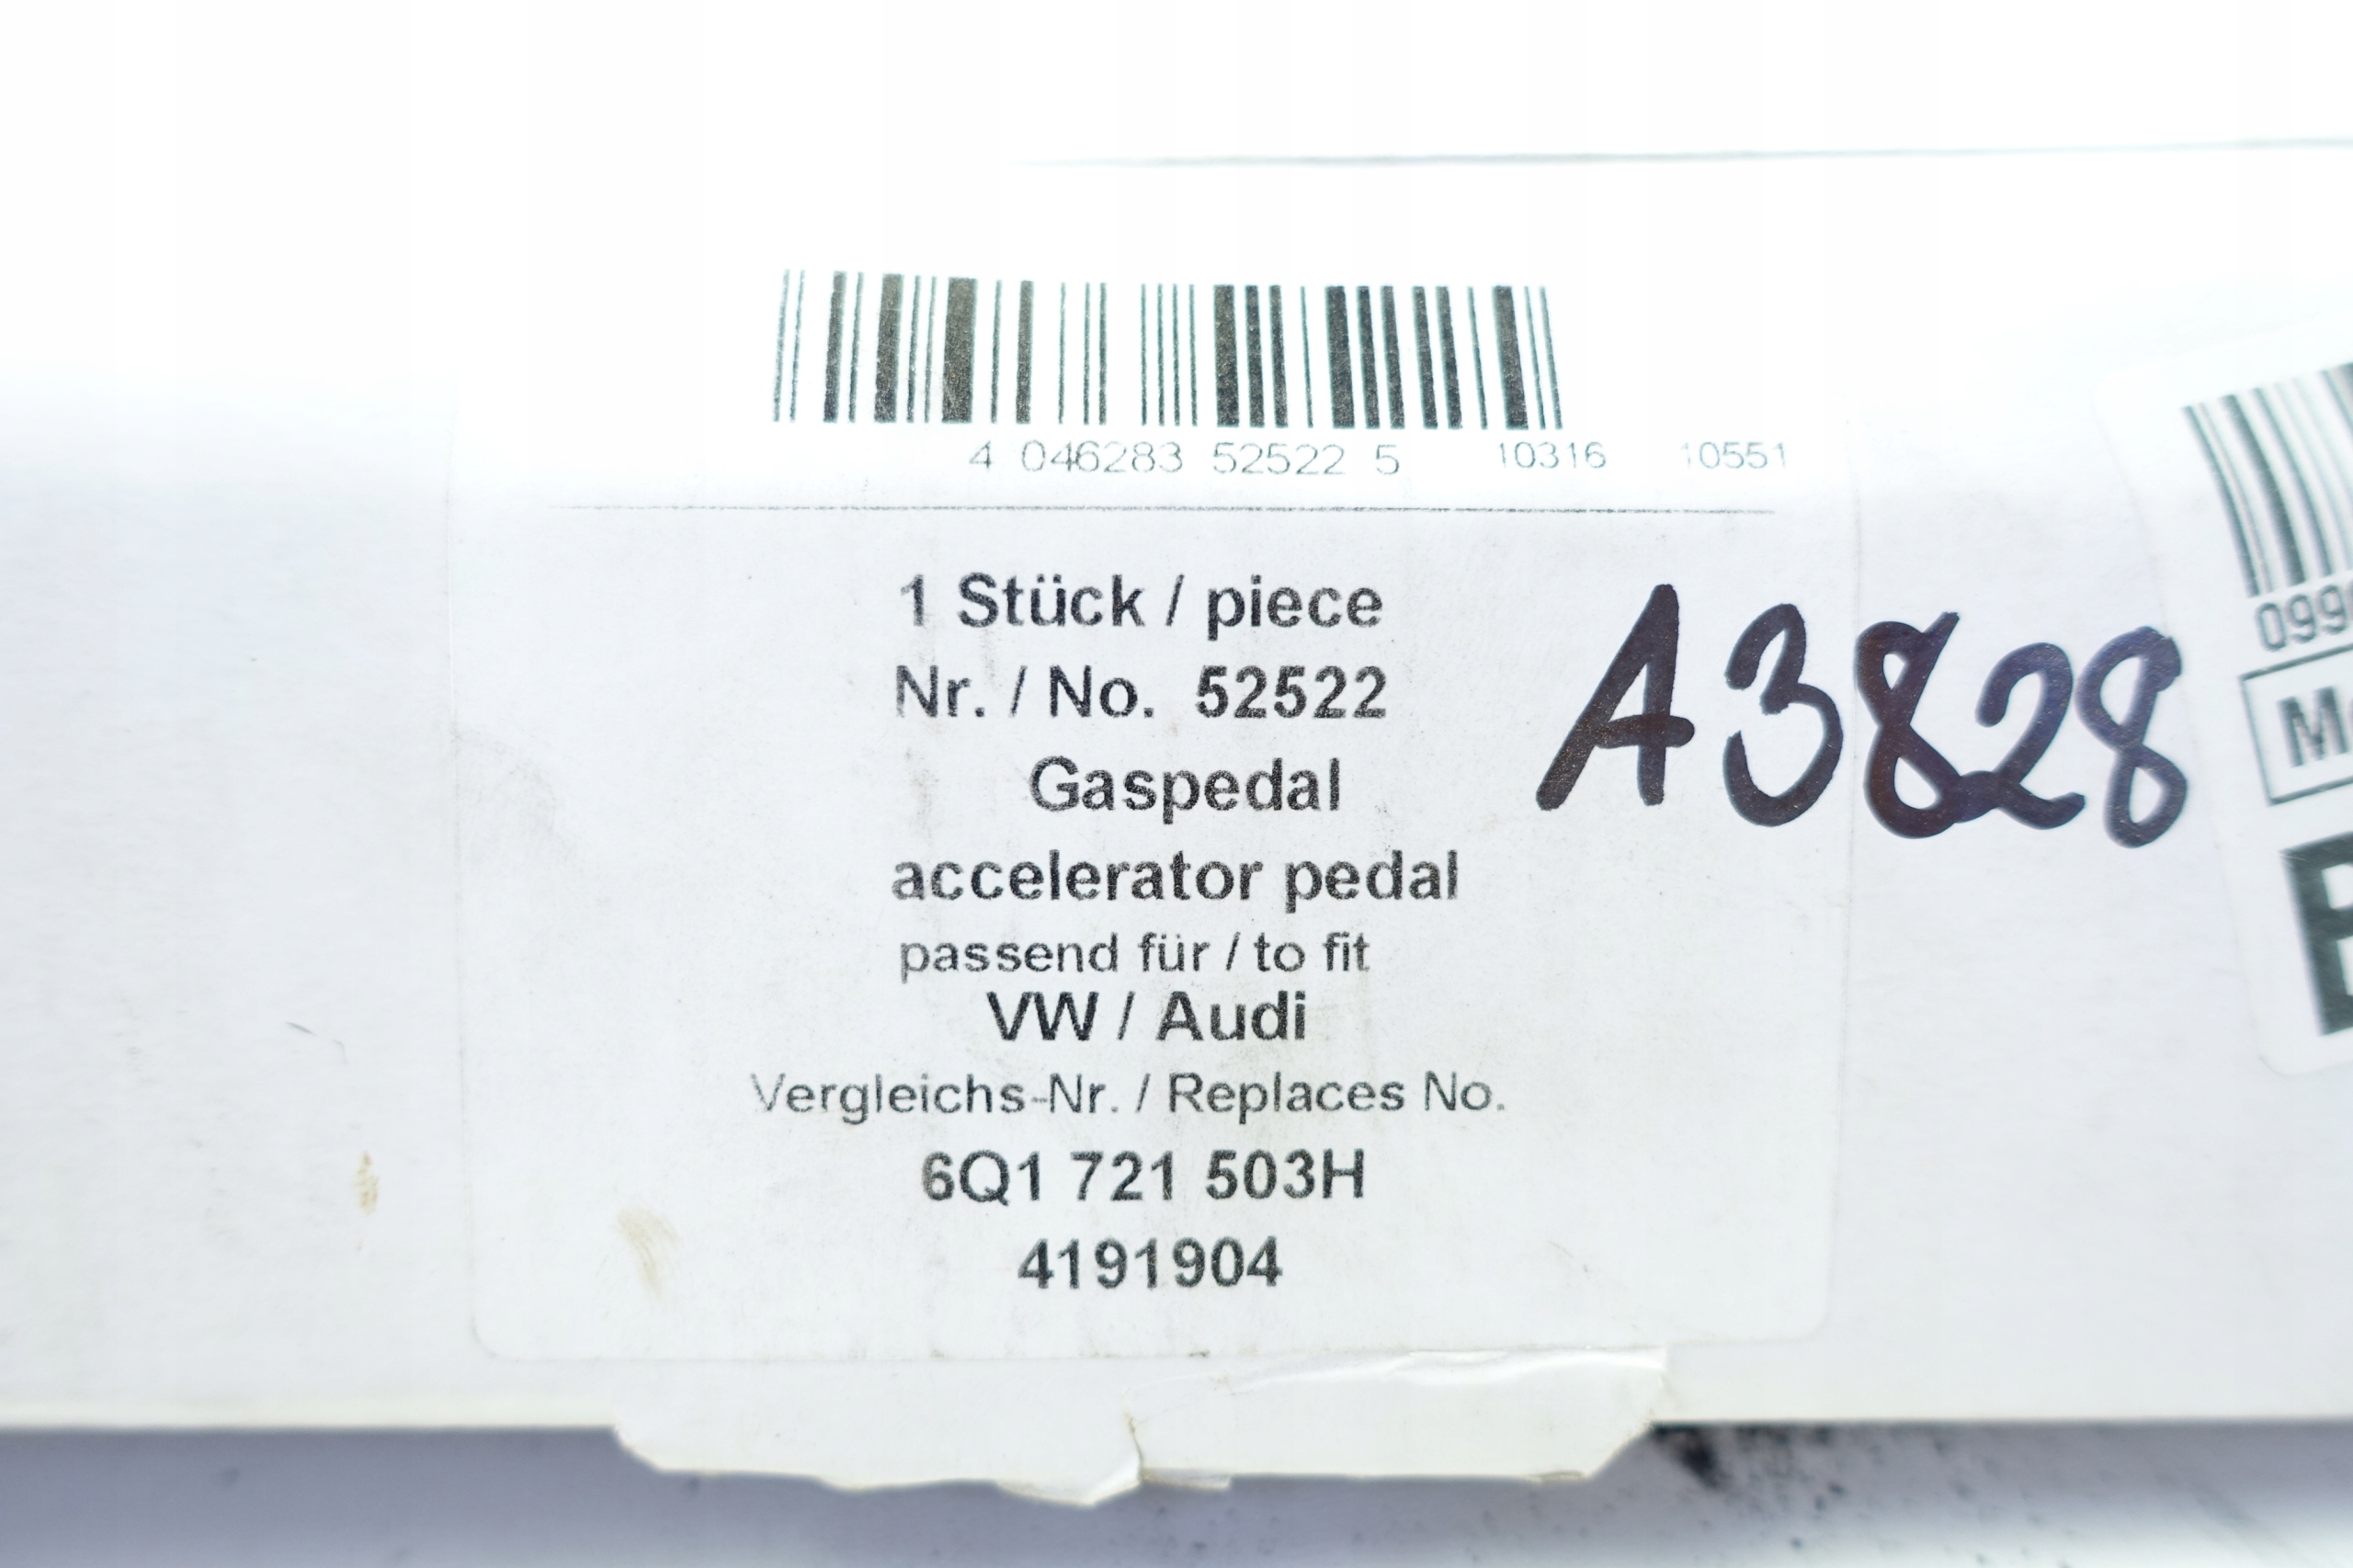 4 046283 52522 5 10316 10551
1 Stück / piece
Nr. / No. 52522
Gaspedal
accelerator pedal
passend für / to fit
VW / Audi
Vergleichs-Nr. / Replaces No.
6Q1 721 503H
4191904
A3828